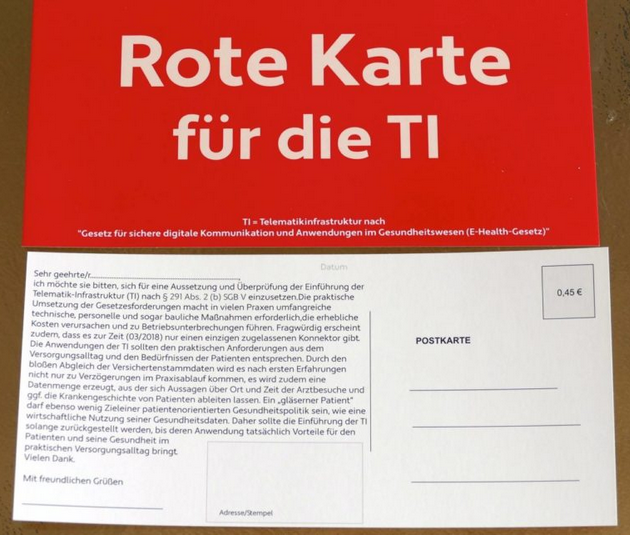 Rote Karte
für die TI
TI = Telematikinfrastruktur nach
"Gesetz für sichere digitale Kommunikation und Anwendungen im Gesundheitswesen (E-Health-Gesetz)"
Datum
Sehr geehrte/r
ich möchte sie bitten, sich für eine Aussetzung und Überprüfung der Einführung der
Telematik-Infrastruktur (TI) nach § 291 Abs. 2 (b) SGB V einzusetzen.Die praktische
Umsetzung der Gesetzesforderungen macht in vielen Praxen umfangreiche
technische, personelle und sogar bauliche Maßnahmen erforderlich,die erhebliche
Kosten verursachen und zu Betriebsunterbrechungen führen. Fragwürdig erscheint
zudem, dass es zur Zeit (03/2018) nur einen einzigen zugelassenen Konnektor gibt.
Die Anwendungen der TI sollten den praktischen Anforderungen aus dem
Versorgungsalltag und den Bedürfnissen der Patienten entsprechen. Durch den
bloßen Abgleich der Versichertenstammdaten wird es nach ersten Erfahrungen
nicht nur zu Verzögerungen im Praxisablauf kommen, es wird zudem eine
Datenmenge erzeugt, aus der sich Aussagen über Ort und Zeit der Arztbesuche und
ggf. die Krankengeschichte von Patienten ableiten lassen. Ein „gläserner Patient"
darf ebenso wenig Zieleiner patientenorientierten Gesundheitspolitik sein, wie eine
wirtschaftliche Nutzung seiner Gesundheitsdaten. Daher sollte die Einführung der TI
solange zurückgestellt werden, bis deren Anwendung tatsächlich Vorteile für den
Patienten und seine Gesundheit im
praktischen Versorgungsalltag bringt.
Vielen Dank.
Mit freundlichen Grüßen
Adresse/Stempel
0,45 €
POSTKARTE